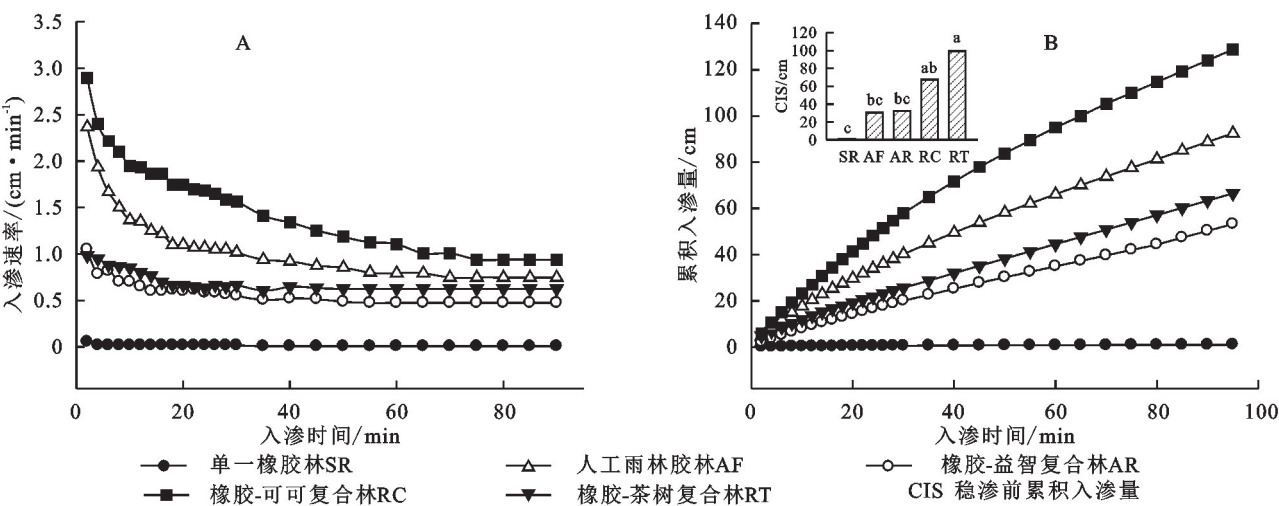 A
3.5
3.0
2.5
2.0
1.5
1.0
0.5
0
入渗速率/(cm·min⁻¹)
0 20 40 60 80
入渗时间/min
B
140
120
100
80
60
40
20
0
累积入渗量/cm
0 20 40 60 80 100
入渗时间/min
120
100
80
60
40
20
0
CIS/cm
c bc bc ab a
SR AF AR RC RT
单一橡胶林SR 人工雨林胶林AF 橡胶-益智复合林AR
橡胶-可可复合林RC 橡胶-茶树复合林RT CIS 稳渗前累积入渗量